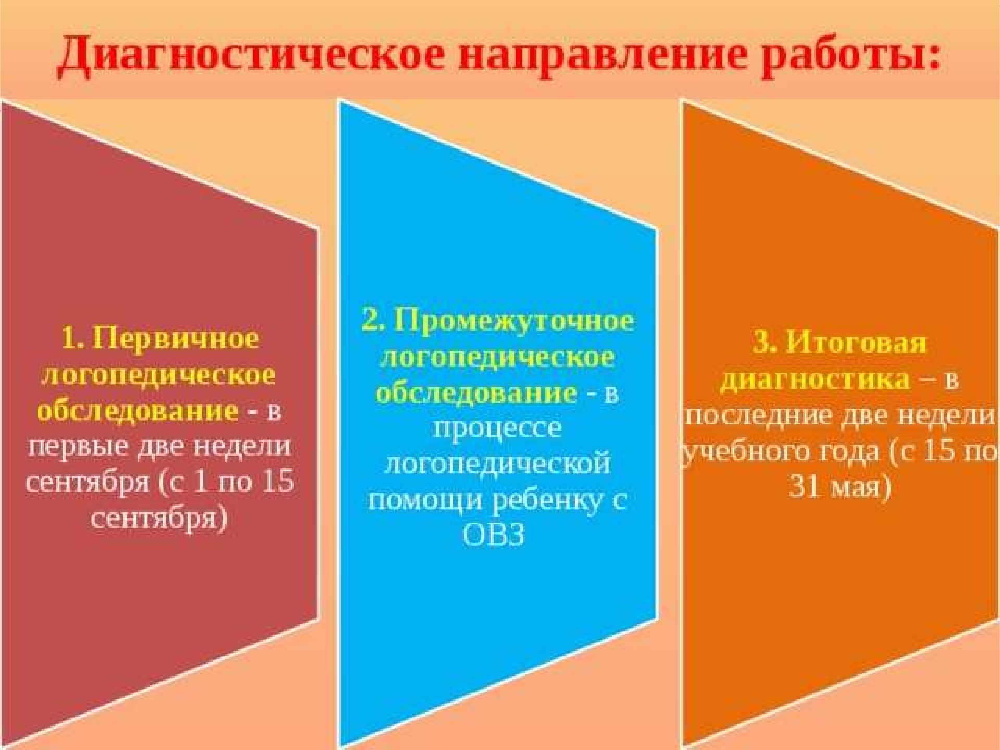 Диагностическое направление работы:
1. Первичное
логопедическое
обследование - в
первые две недели
сентября (с 1 по 15
сентября)
2. Промежуточное
логопедическое
обследование - в
процессе
логопедической
помощи ребенку с
ОВЗ
3. Итоговая
диагностика – в
последние две недели
учебного года (с 15 по
31 мая)